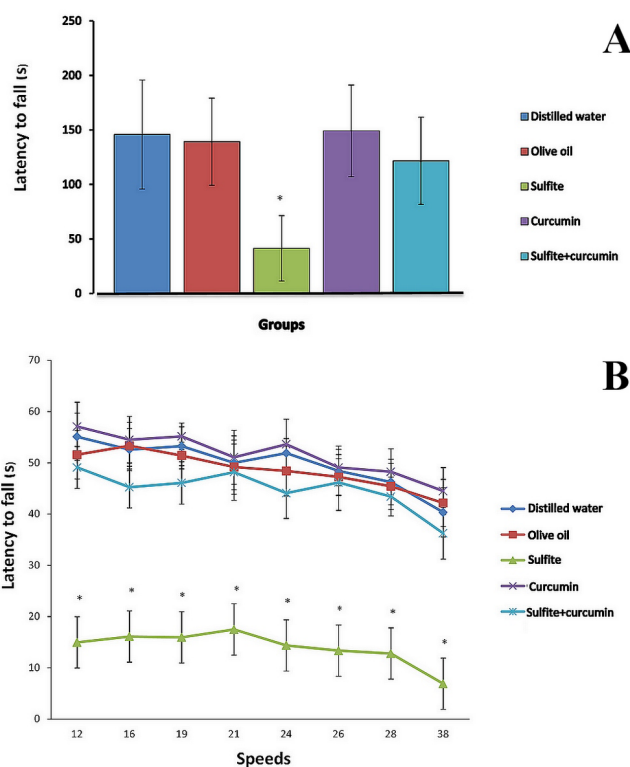 A
Latency to fall (s)
250
200
150
100
50
0
*
Groups
Distilled water
Olive oil
Sulfite
Curcumin
Sulfite+curcumin
B
Latency to fall (s)
70
60
50
40
30
20
10
0
* * * * * * * *
12 16 19 21 24 26 28 38
Speeds
Distilled water
Olive oil
Sulfite
Curcumin
Sulfite+curcumin